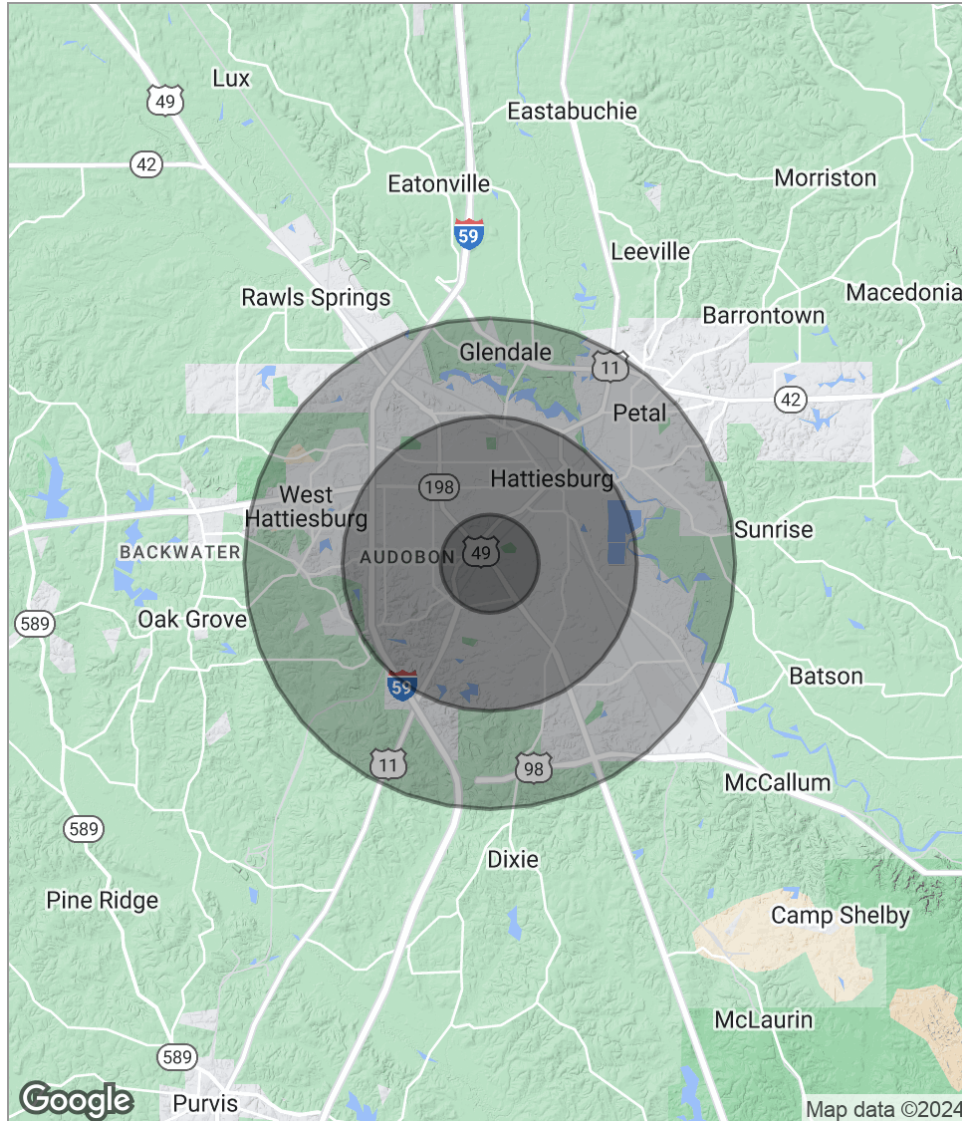 Lux
49
Eastabuchie
42
Morriston
Eatonville
59
Leeville
Macedonia
Rawls Springs
Barrontown
Glendale
11
42
Petal
Hattiesburg
198
West
Hattiesburg
Sunrise
BACKWATER
AUDOBON
49
Oak Grove
589
Batson
59
11
98
McCallum
589
Dixie
Pine Ridge
Camp Shelby
McLaurin
589
Purvis
Google
Map data ©2024